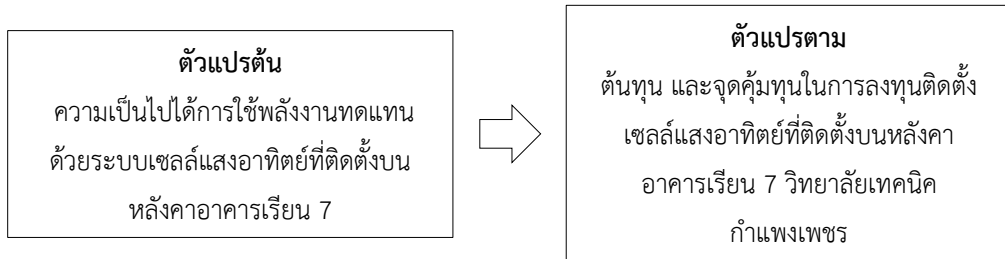 ตัวแปรต้น
ความเป็นไปได้การใช้พลังงานทดแทน
ด้วยระบบเซลล์แสงอาทิตย์ที่ติดตั้งบน
หลังคาอาคารเรียน 7
ตัวแปรตาม
ต้นทุน และจุดคุ้มทุนในการลงทุนติดตั้ง
เซลล์แสงอาทิตย์ที่ติดตั้งบนหลังคา
อาคารเรียน 7 วิทยาลัยเทคนิค
กำแพงเพชร